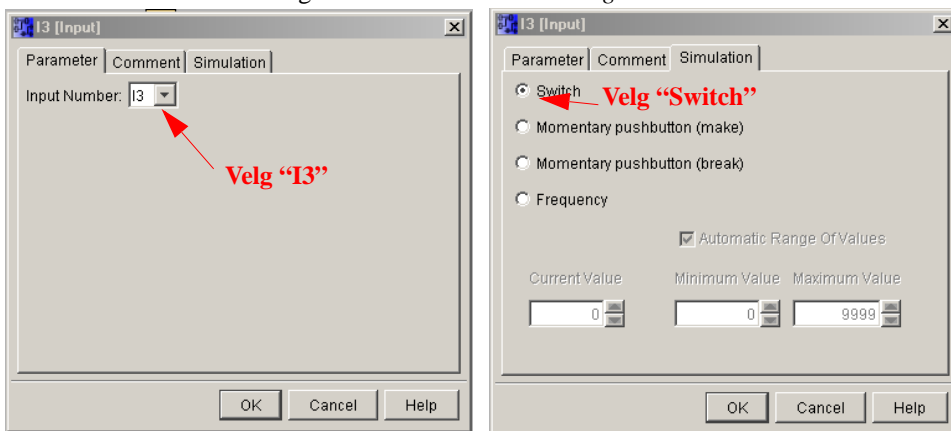 I3 [Input]
Parameter Comment Simulation
Input Number: I3
Velg “I3”
OK Cancel Help
I3 [Input]
Parameter Comment Simulation
Switch
Velg “Switch”
Momentary pushbutton (make)
Momentary pushbutton (break)
Frequency
Automatic Range Of Values
Current Value Minimum Value Maximum Value
0 0 9999
OK Cancel Help